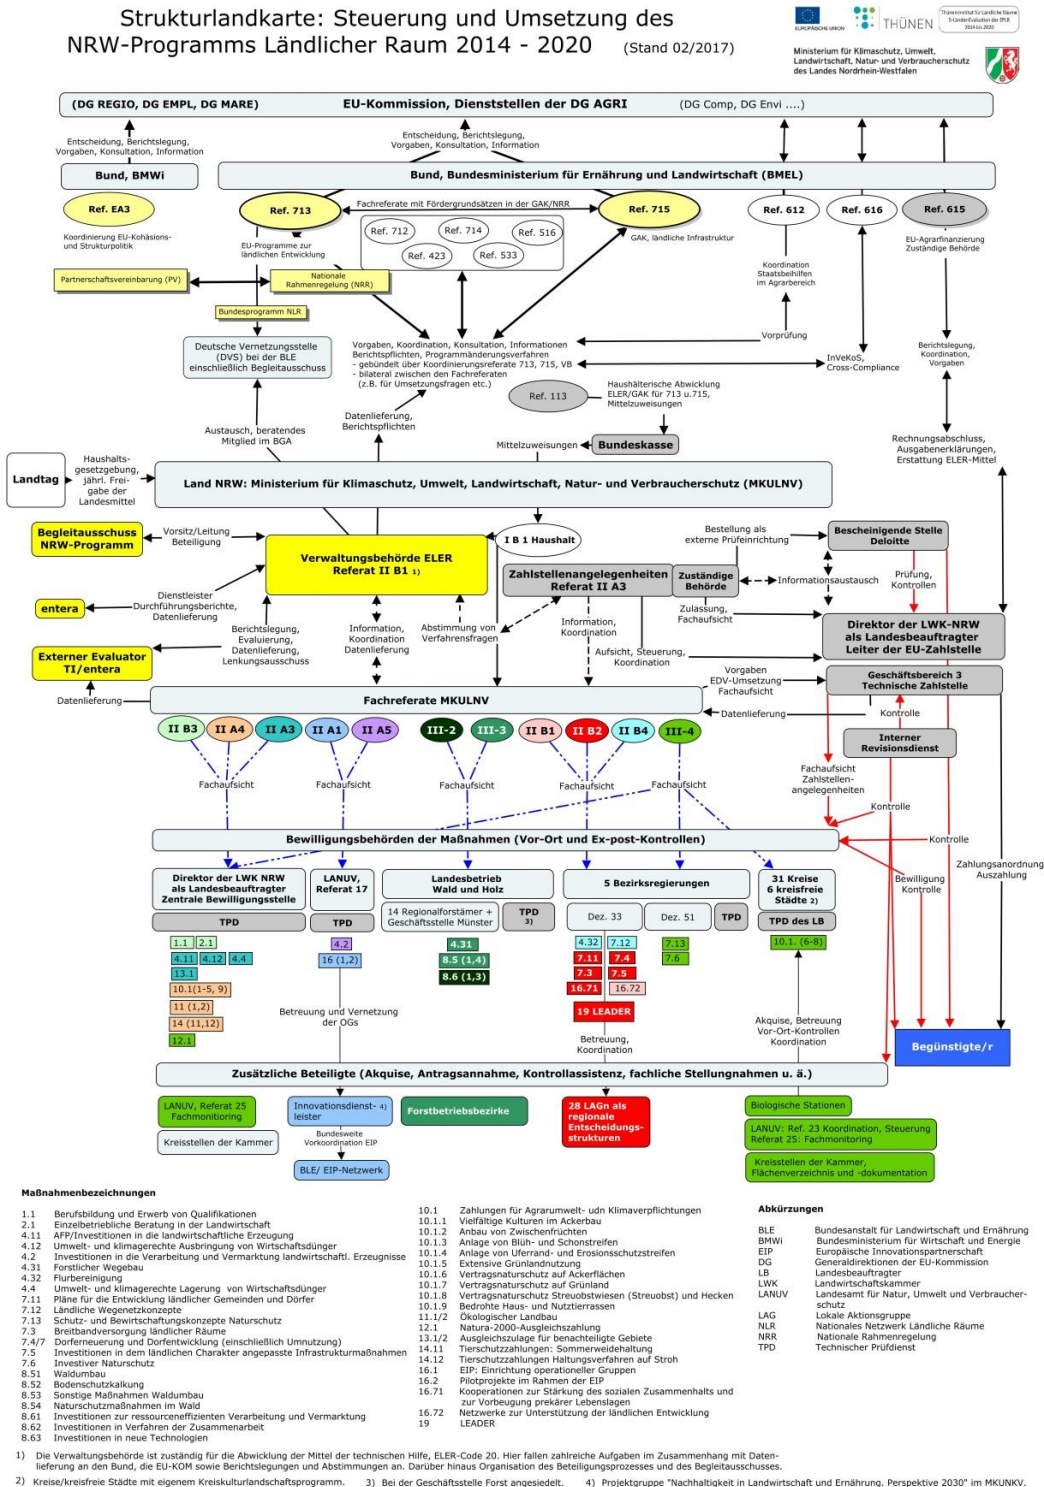 Strukturlandkarte: Steuerung und Umsetzung des
NRW-Programms Ländlicher Raum 2014 - 2020 (Stand 02/2017)
EUROPÄISCHE UNION
THÜNEN
Thünen-Institut für Ländliche Räume
5-Länder-Evaluation der EPLR
2014 bis 2020
Ministerium für Klimaschutz, Umwelt,
Landwirtschaft, Natur- und Verbraucherschutz
des Landes Nordrhein-Westfalen
(DG REGIO, DG EMPL, DG MARE) EU-Kommission, Dienststellen der DG AGRI (DG Comp, DG Envi ....)
Entscheidung, Berichtslegung,
Vorgaben, Konsultation, Information
Entscheidung, Berichtslegung,
Vorgaben, Konsultation, Information
Bund, BMWi
Bund, Bundesministerium für Ernährung und Landwirtschaft (BMEL)
Ref. EA3
Ref. 713
Fachreferate mit Fördergrundsätzen in der GAK/NRR
Ref. 715
Ref. 612
Ref. 616
Ref. 615
Ref. 712
Ref. 714
Ref. 516
Ref. 423
Ref. 533
Koordinierung EU-Kohäsions-
und Strukturpolitik
EU-Programme zur
ländlichen Entwicklung
GAK, ländliche Infrastruktur
EU-Agrarfinanzierung
Zuständige Behörde
Koordination
Staatsbeihilfen
im Agrarbereich
Partnerschaftsvereinbarung (PV)
Nationale
Rahmenregelung (NRR)
Bundesprogramm NLR
Vorprüfung
Deutsche Vernetzungsstelle
(DVS) bei der BLE
einschließlich Begleitausschuss
Vorgaben, Koordination, Konsultation, Informationen
Berichtspflichten, Programmänderungsverfahren
- gebündelt über Koordinierungsreferate 713, 715, VB
- bilateral zwischen den Fachreferaten
(z.B. für Umsetzungsfragen etc.)
InVeKoS,
Cross-Compliance
Berichtslegung,
Koordination,
Vorgaben
Ref. 113
Haushälterische Abwicklung
ELER/GAK für 713 u.715,
Mittelzuweisungen
Datenlieferung,
Berichtspflichten
Austausch, beratendes
Mitglied im BGA
Mittelzuweisungen
Bundeskasse
Rechnungsabschluss,
Ausgabenerklärungen,
Erstattung ELER-Mittel
Landtag
Haushalts-
gesetzgebung,
jährl. Frei-
gabe der
Landesmittel
Land NRW: Ministerium für Klimaschutz, Umwelt, Landwirtschaft, Natur- und Verbraucherschutz (MKULNV)
Begleitausschuss
NRW-Programm
Vorsitz/Leitung
Beteiligung
Verwaltungsbehörde ELER
Referat II B1 1)
I B 1 Haushalt
Bestellung als
externe Prüfeinrichtung
Bescheinigende Stelle
Deloitte
Zahlstellenangelegenheiten
Referat II A3
Zuständige
Behörde
Informationsaustausch
Prüfung,
Kontrollen
entera
Dienstleister
Durchführungsberichte,
Datenlieferung
Zulassung,
Fachaufsicht
Direktor der LWK-NRW
als Landesbeauftragter
Leiter der EU-Zahlstelle
Berichtslegung,
Evaluierung,
Datenlieferung,
Lenkungsausschuss
Information,
Koordination
Datenlieferung
Abstimmung von
Verfahrensfragen
Information,
Koordination
Aufsicht, Steuerung,
Koordination
Externer Evaluator
TI/entera
Vorgaben
EDV-Umsetzung
Fachaufsicht
Geschäftsbereich 3
Technische Zahlstelle
Datenlieferung
Fachreferate MKULNV
Datenlieferung
Kontrolle
II B3
II A4
II A3
II A1
II A5
III-2
III-3
II B1
II B2
II B4
III-4
Interner
Revisionsdienst
Fachaufsicht
Fachaufsicht
Fachaufsicht
Fachaufsicht
Fachaufsicht
Fachaufsicht
Zahlstellen-
angelegenheiten
Kontrolle
Bewilligungsbehörden der Maßnahmen (Vor-Ort und Ex-post-Kontrollen)
Kontrolle
Zahlungsanordnung
Auszahlung
Bewilligung
Kontrolle
Direktor der LWK NRW
als Landesbeauftragter
Zentrale Bewilligungsstelle
TPD
LANUV,
Referat 17
TPD
Landesbetrieb
Wald und Holz
14 Regionalforstämer +
Geschäftsstelle Münster
TPD
3)
5 Bezirksregierungen
Dez. 33
Dez. 51
TPD
31 Kreise
6 kreisfreie
Städte 2)
TPD des LB
1.1 2.1
4.11 4.12 4.4
13.1
10.1(1-5, 9)
11 (1,2)
14 (11,12)
12.1
4.2
16 (1,2)
4.31
8.5 (1,4)
8.6 (1,3)
4.32 7.12
7.11 7.4
7.3 7.5
16.71 16.72
19 LEADER
7.13
7.6
10.1. (6-8)
Betreuung und Vernetzung
der OGs
Betreuung,
Koordination
Akquise, Betreuung
Vor-Ort-Kontrollen
Koordination
Begünstigte/r
Zusätzliche Beteiligte (Akquise, Antragsannahme, Kontrollassistenz, fachliche Stellungnahmen u. ä.)
LANUV, Referat 25
Fachmonitoring
Kreisstellen der Kammer
Innovationsdienst- 4)
leister
Bundesweite
Vorkoordination EIP
BLE/ EIP-Netzwerk
Forstbetriebsbezirke
28 LAGn als
regionale
Entscheidungs-
strukturen
Biologische Stationen
LANUV: Ref. 23 Koordination, Steuerung
Referat 25: Fachmonitoring
Kreisstellen der Kammer,
Flächenverzeichnis und -dokumentation
Maßnahmenbezeichnungen
1.1 Berufsbildung und Erwerb von Qualifikationen
2.1 Einzelbetriebliche Beratung in der Landwirtschaft
4.11 AFP/Investitionen in die landwirtschaftliche Erzeugung
4.12 Umwelt- und klimagerechte Ausbringung von Wirtschaftsdünger
4.2 Investitionen in die Verarbeitung und Vermarktung landwirtschaftl. Erzeugnisse
4.31 Forstlicher Wegebau
4.32 Flurbereinigung
4.4 Umwelt- und klimagerechte Lagerung von Wirtschaftsdünger
7.11 Pläne für die Entwicklung ländlicher Gemeinden und Dörfer
7.12 Ländliche Wegenetzkonzepte
7.13 Schutz- und Bewirtschaftungskonzepte Naturschutz
7.3 Breitbandversorgung ländlicher Räume
7.4/7 Dorferneuerung und Dorfentwicklung (einschließlich Umnutzung)
7.5 Investitionen in dem ländlichen Charakter angepasste Infrastrukturmaßnahmen
7.6 Investiver Naturschutz
8.51 Waldumbau
8.52 Bodenschutzkalkung
8.53 Sonstige Maßnahmen Waldumbau
8.54 Naturschutzmaßnahmen im Wald
8.61 Investitionen zur ressourceneffizienten Verarbeitung und Vermarktung
8.62 Investitionen in Verfahren der Zusammenarbeit
8.63 Investitionen in neue Technologien
10.1 Zahlungen für Agrarumwelt- udn Klimaverpflichtungen
10.1.1 Vielfältige Kulturen im Ackerbau
10.1.2 Anbau von Zwischenfrüchten
10.1.3 Anlage von Blüh- und Schonstreifen
10.1.4 Anlage von Uferrand- und Erosionsschutzstreifen
10.1.5 Extensive Grünlandnutzung
10.1.6 Vertragsnaturschutz auf Ackerflächen
10.1.7 Vertragsnaturschutz auf Grünland
10.1.8 Vertragsnaturschutz Streuobstwiesen (Streuobst) und Hecken
10.1.9 Bedrohte Haus- und Nutztierrassen
11.1/2 Ökologischer Landbau
12.1 Natura-2000-Ausgleichszahlung
13.1/2 Ausgleichszulage für benachteiligte Gebiete
14.11 Tierschutzzahlungen: Sommerweidehaltung
14.12 Tierschutzzahlungen Haltungsverfahren auf Stroh
16.1 EIP: Einrichtung operationeller Gruppen
16.2 Pilotprojekte im Rahmen der EIP
16.71 Kooperationen zur Stärkung des sozialen Zusammenhalts und
zur Vorbeugung prekärer Lebenslagen
16.72 Netzwerke zur Unterstützung der ländlichen Entwicklung
19 LEADER
Abkürzungen
BLE Bundesanstalt für Landwirtschaft und Ernährung
BMWi Bundesministerium für Wirtschaft und Energie
EIP Europäische Innovationspartnerschaft
DG Generaldirektionen der EU-Kommission
LB Landesbeauftragter
LWK Landwirtschaftskammer
LANUV Landesamt für Natur, Umwelt und Verbraucher-
schutz
LAG Lokale Aktionsgruppe
NLR Nationales Netzwerk Ländliche Räume
NRR Nationale Rahmenregelung
TPD Technischer Prüfdienst
1) Die Verwaltungsbehörde ist zuständig für die Abwicklung der Mittel der technischen Hilfe, ELER-Code 20. Hier fallen zahlreiche Aufgaben im Zusammenhang mit Daten-
lieferung an den Bund, die EU-KOM sowie Berichtslegungen und Abstimmungen an. Darüber hinaus Organisation des Beteiligungsprozesses und des Begleitausschusses.
2) Kreise/kreisfreie Städte mit eigenem Kreiskulturlandschaftsprogramm. 3) Bei der Geschäftsstelle Forst angesiedelt. 4) Projektgruppe "Nachhaltigkeit in Landwirtschaft und Ernährung, Perspektive 2030" im MKUNKV.